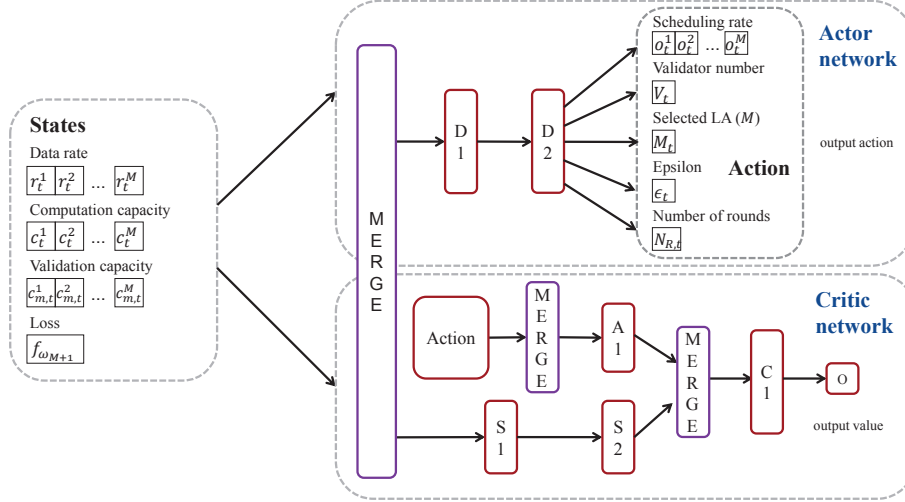 States
Data rate
r_t^1 r_t^2 ... r_t^M
Computation capacity
c_t^1 c_t^2 ... c_t^M
Validation capacity
c_{m,t}^1 c_{m,t}^2 ... c_{m,t}^M
Loss
f_{ω_{M+1}}
MERGE
Actor
network
D
1
D
2
Scheduling rate
o_t^1 o_t^2 ... o_t^M
Validator number
V_t
Selected LA (M)
M_t
Action
Epsilon
ϵ_t
Number of rounds
N_{R,t}
output action
Critic
network
Action
MERGE
A
1
S
1
S
2
MERGE
C
1
O
output value